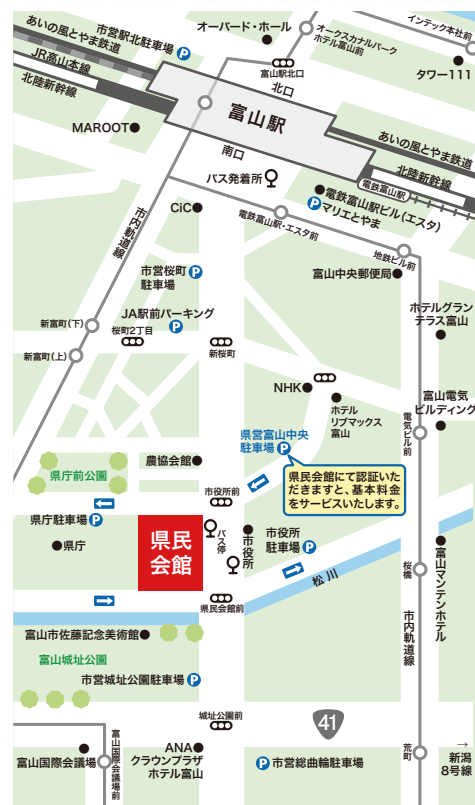 オーバード・ホール
インテック本社前
市営駅北駐車場
P
オークスカナルパーク
ホテル富山前
あいの風とやま鉄道
JR高山本線
北陸新幹線
富山駅北口
タワー111
北口
富山駅
MAROOT
南口
あいの風とやま鉄道
北陸新幹線
バス発着所
電鉄富山駅
電鉄富山駅ビル(エスタ)
P
マリエとやま
CiC
市内軌道線
電鉄富山駅・エスタ前
地鉄ビル前
市営桜町
駐車場
P
富山中央郵便局
JA駅前パーキング
P
ホテルグラン
テラス富山
新富町(下)
桜町2丁目
新桜町
新富町(上)
NHK
ホテル
リブマックス
富山
富山電気
ビルディング
電気ビル前
県営富山中央
駐車場
P
農協会館
県庁前公園
県民会館にて認証いた
だきますと、基本料金
をサービスいたします。
市役所前
県庁駐車場
P
県民
会館
バス停
市役所
市役所
駐車場
P
県庁
松川
桜橋
富山マンテンホテル
県民会館前
富山市佐藤記念美術館
市内軌道線
富山城址公園
市営城址公園駐車場
P
城址公園前
41
富山国際会議場
富山国際会議場前
ANA
クラウンプラザ
ホテル富山
P
市営総曲輪駐車場
荒町
→
新潟
8号線